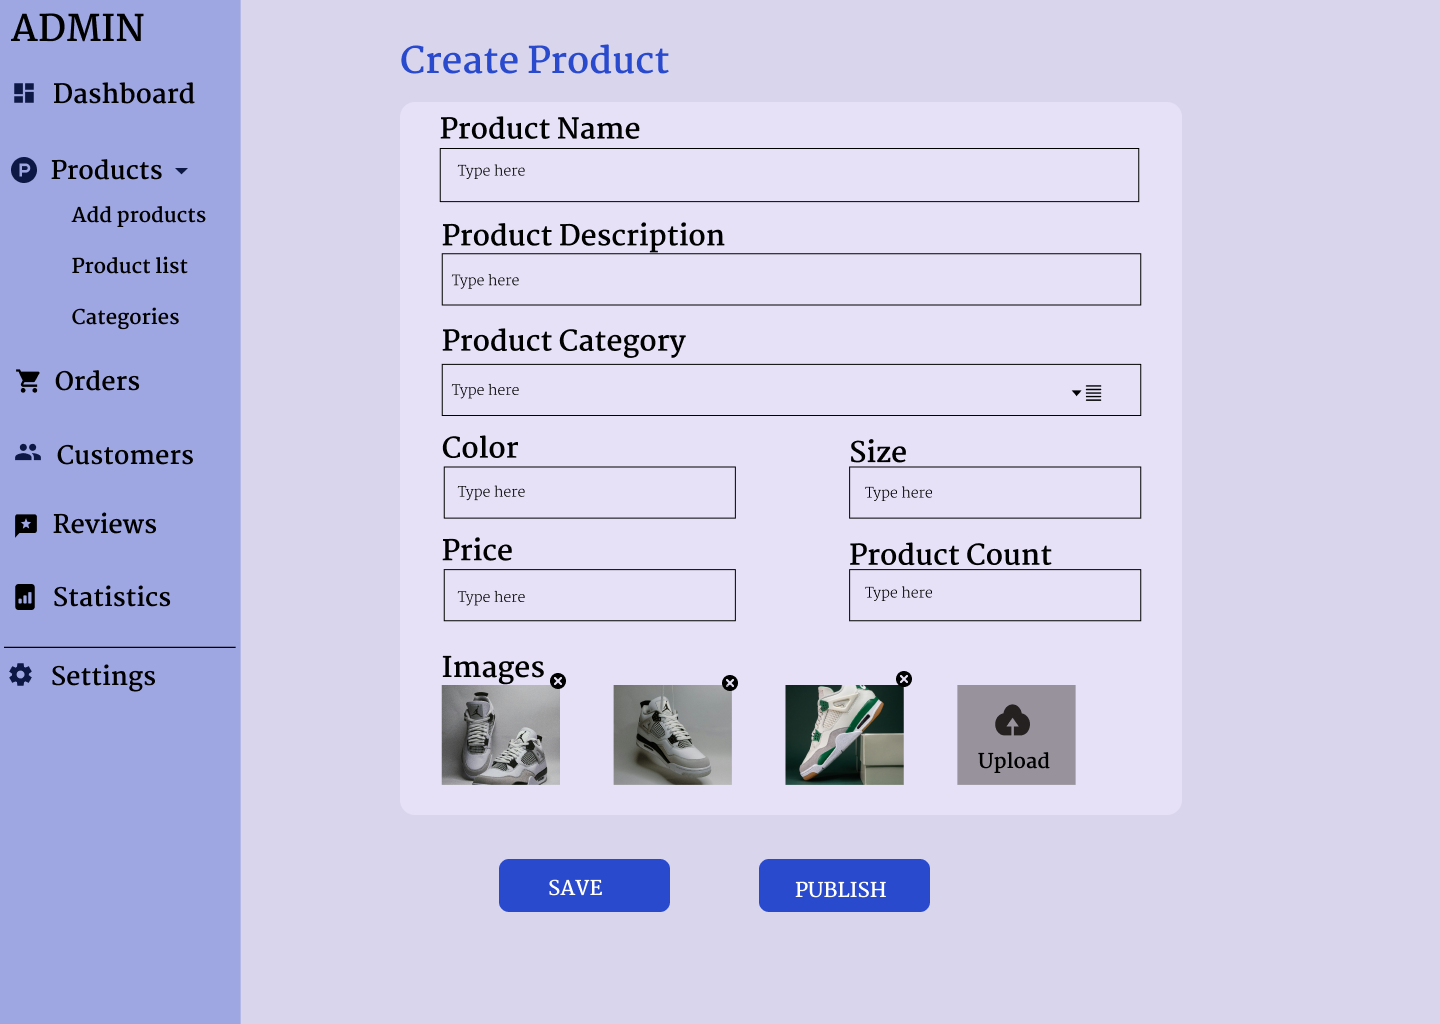 ADMIN
Dashboard
Products
Add products
Product list
Categories
Orders
Customers
Reviews
Statistics
Settings
Create Product
Product Name
Type here
Product Description
Type here
Product Category
Type here
Color
Type here
Size
Type here
Price
Type here
Product Count
Type here
Images
Upload
SAVE
PUBLISH